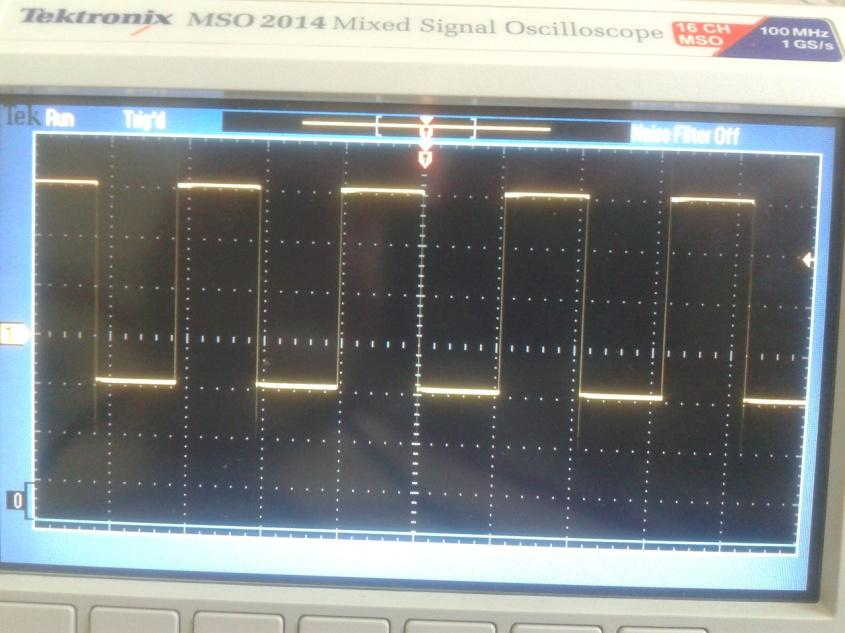 Tektronix MSO 2014 Mixed Signal Oscilloscope
16 CH
MSO
100 MHz
1 GS/s
Tek Run Trig'd Noise Filter Off
T
T
1
0